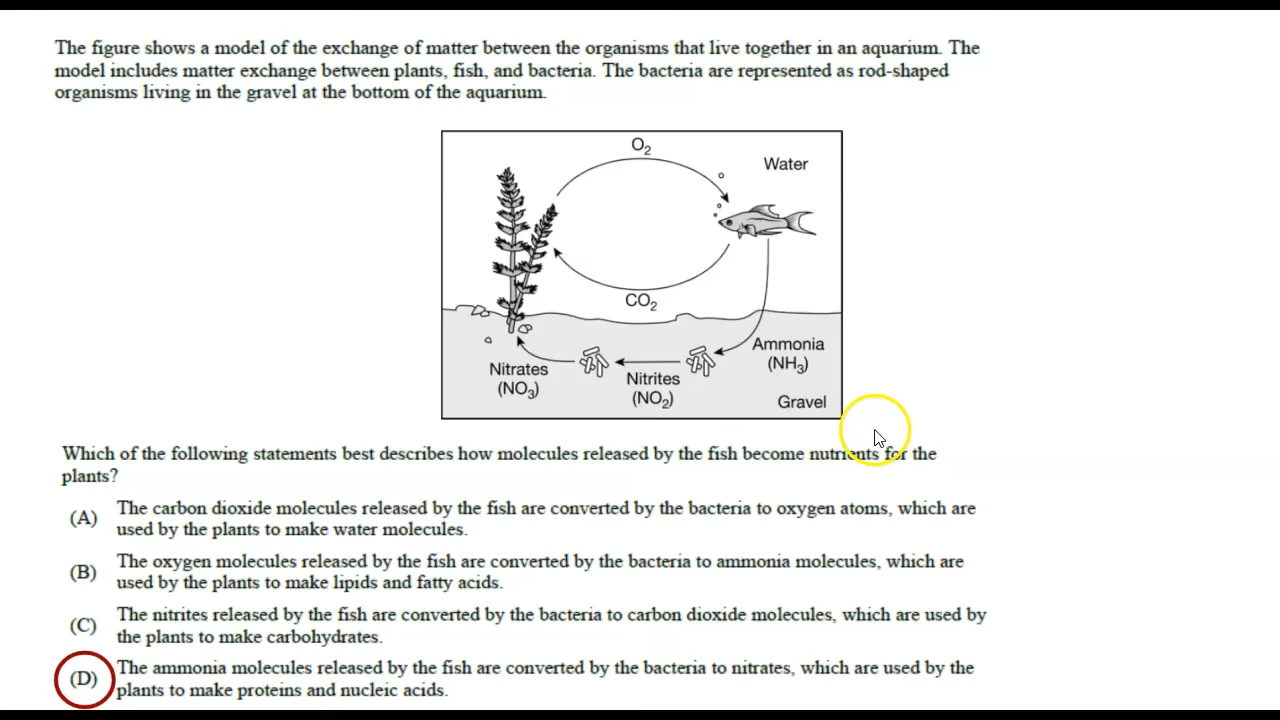 The figure shows a model of the exchange of matter between the organisms that live together in an aquarium. The
model includes matter exchange between plants, fish, and bacteria. The bacteria are represented as rod-shaped
organisms living in the gravel at the bottom of the aquarium.
O₂
Water
CO₂
Ammonia
(NH₃)
Nitrates
(NO₃)
Nitrites
(NO₂)
Gravel
Which of the following statements best describes how molecules released by the fish become nutrients for the
plants?
(A) The carbon dioxide molecules released by the fish are converted by the bacteria to oxygen atoms, which are
used by the plants to make water molecules.
(B) The oxygen molecules released by the fish are converted by the bacteria to ammonia molecules, which are
used by the plants to make lipids and fatty acids.
(C) The nitrites released by the fish are converted by the bacteria to carbon dioxide molecules, which are used by
the plants to make carbohydrates.
(D) The ammonia molecules released by the fish are converted by the bacteria to nitrates, which are used by the
plants to make proteins and nucleic acids.